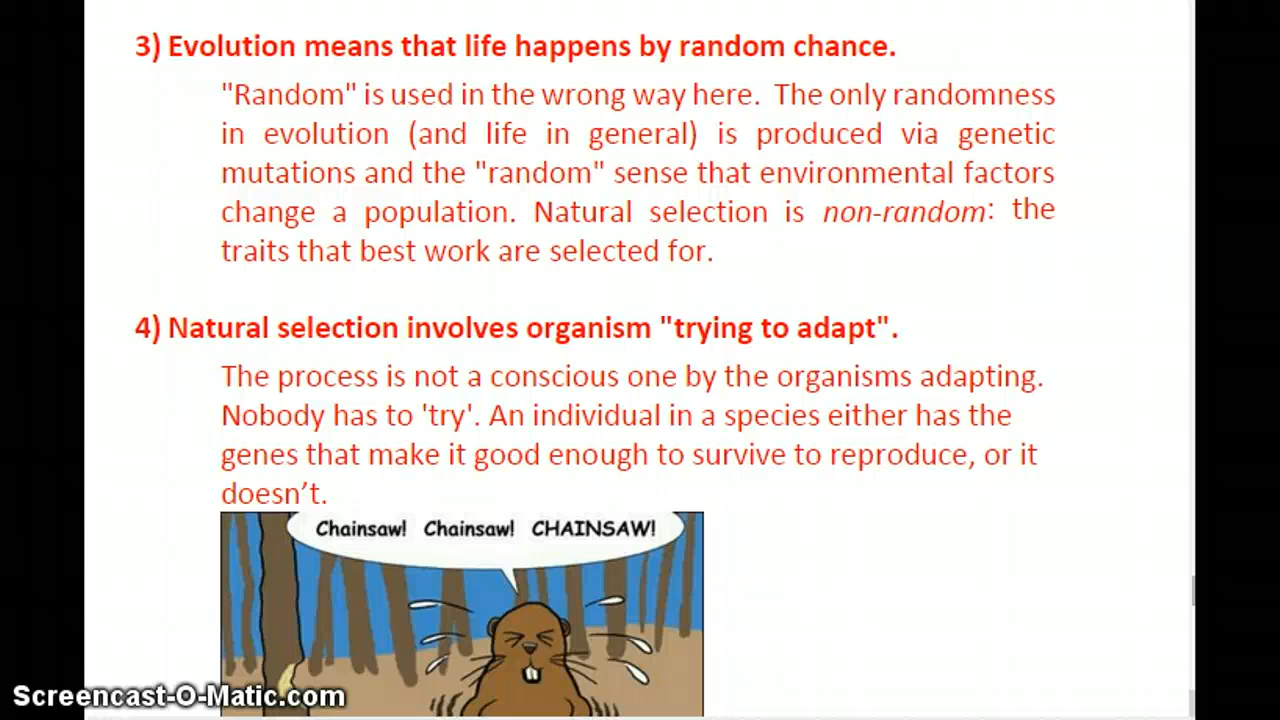 3) Evolution means that life happens by random chance.
"Random" is used in the wrong way here. The only randomness
in evolution (and life in general) is produced via genetic
mutations and the "random" sense that environmental factors
change a population. Natural selection is non-random: the
traits that best work are selected for.
4) Natural selection involves organism "trying to adapt".
The process is not a conscious one by the organisms adapting.
Nobody has to 'try'. An individual in a species either has the
genes that make it good enough to survive to reproduce, or it
doesn’t.
Chainsaw! Chainsaw! CHAINSAW!
Screencast-O-Matic.com